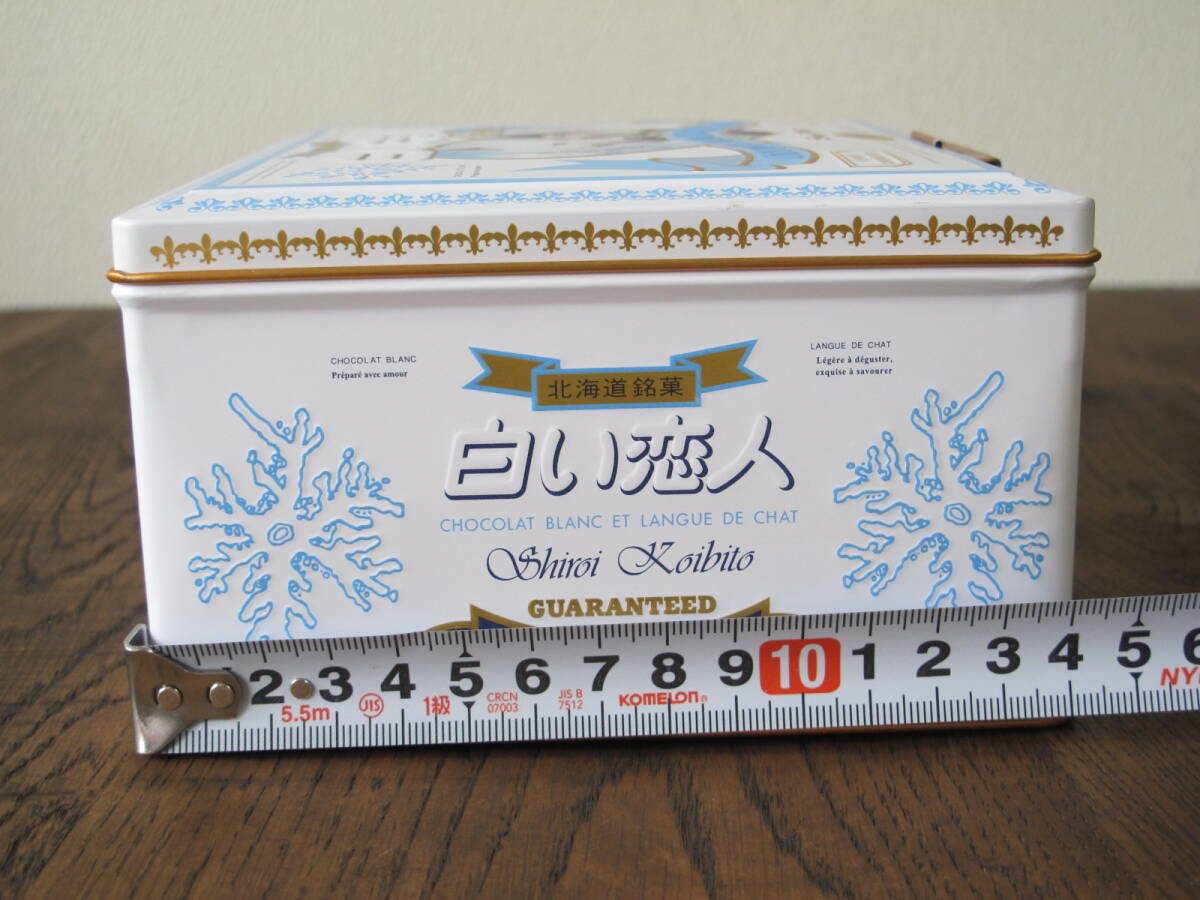 CHOCOLAT BLANC
Préparé avec amour
LANGUE DE CHAT
Légère à déguster,
exquise à savourer
北海道銘菓
白い恋人
CHOCOLAT BLANC ET LANGUE DE CHAT
Shiroi Koibito
GUARANTEED
2 3 4 5 6 7 8 9 10 1 2 3 4 5 6
5.5m JIS 1級 CRCN 07003 JIS B 7512 KOMELON® NY